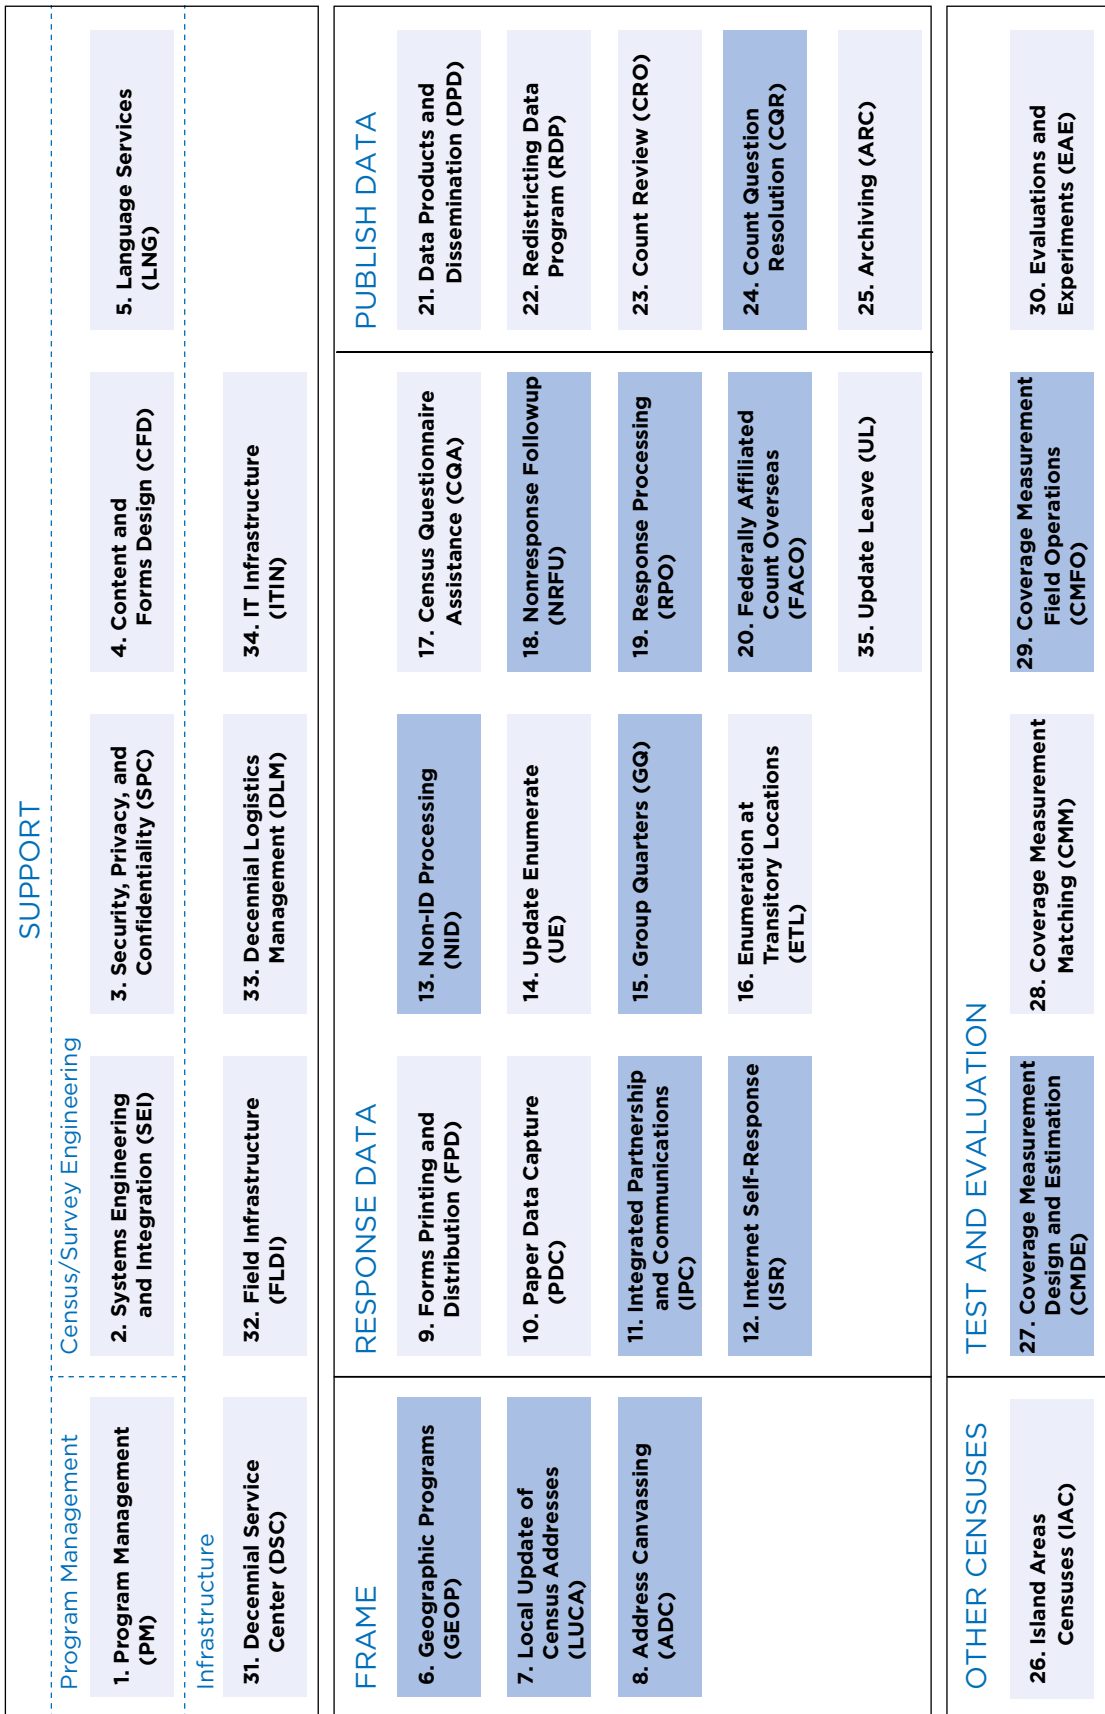 SUPPORT
Program Management
1. Program Management
(PM)
Census/Survey Engineering
2. Systems Engineering
and Integration (SEI)
3. Security, Privacy, and
Confidentiality (SPC)
4. Content and
Forms Design (CFD)
5. Language Services
(LNG)
Infrastructure
31. Decennial Service
Center (DSC)
32. Field Infrastructure
(FLDI)
33. Decennial Logistics
Management (DLM)
34. IT Infrastructure
(ITIN)
FRAME
6. Geographic Programs
(GEOP)
7. Local Update of
Census Addresses
(LUCA)
8. Address Canvassing
(ADC)
RESPONSE DATA
9. Forms Printing and
Distribution (FPD)
10. Paper Data Capture
(PDC)
11. Integrated Partnership
and Communications
(IPC)
12. Internet Self-Response
(ISR)
13. Non-ID Processing
(NID)
14. Update Enumerate
(UE)
15. Group Quarters (GQ)
16. Enumeration at
Transitory Locations
(ETL)
17. Census Questionnaire
Assistance (CQA)
18. Nonresponse Followup
(NRFU)
19. Response Processing
(RPO)
20. Federally Affiliated
Count Overseas
(FACO)
35. Update Leave (UL)
PUBLISH DATA
21. Data Products and
Dissemination (DPD)
22. Redistricting Data
Program (RDP)
23. Count Review (CRO)
24. Count Question
Resolution (CQR)
25. Archiving (ARC)
OTHER CENSUSES
26. Island Areas
Censuses (IAC)
TEST AND EVALUATION
27. Coverage Measurement
Design and Estimation
(CMDE)
28. Coverage Measurement
Matching (CMM)
29. Coverage Measurement
Field Operations
(CMFO)
30. Evaluations and
Experiments (EAE)